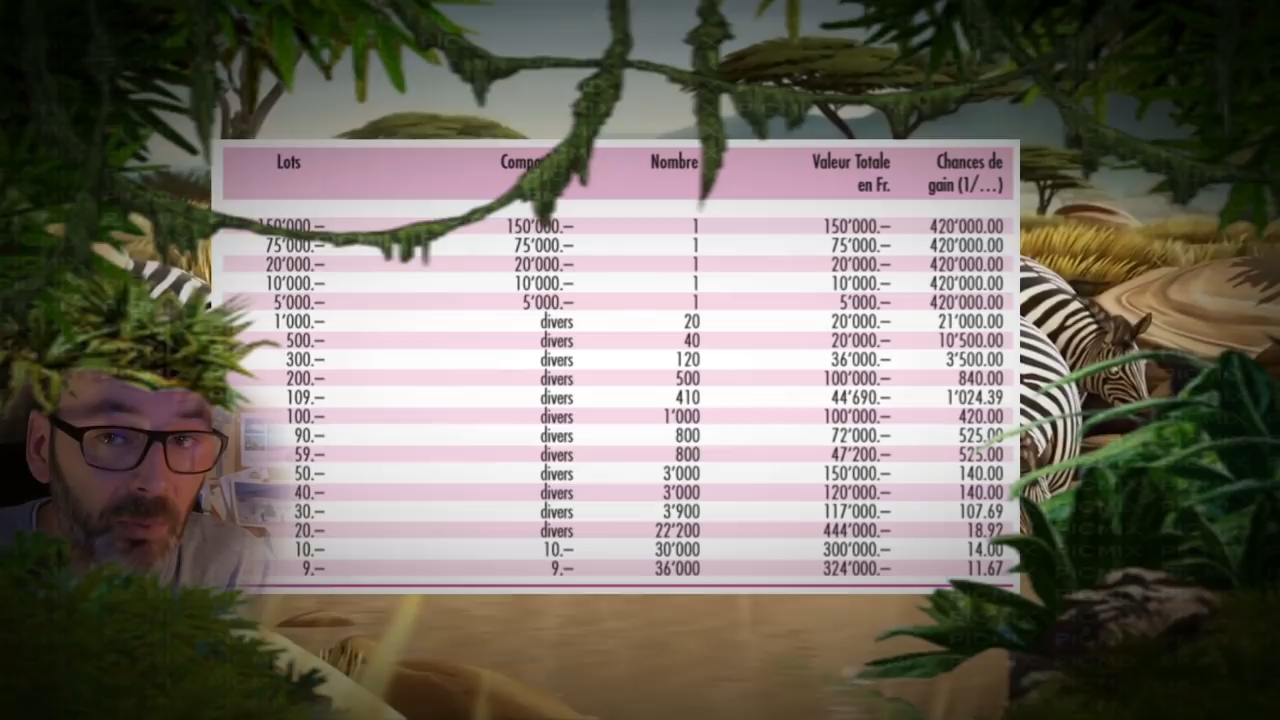 Lots Nombre Valeur Totale Chances de
en Fr. gain (1/...)
150'000.– 150'000.– 1 150'000.– 420'000.00
75'000.– 75'000.– 1 75'000.– 420'000.00
20'000.– 20'000.– 1 20'000.– 420'000.00
10'000.– 10'000.– 1 10'000.– 420'000.00
5'000.– 5'000.– 1 5'000.– 420'000.00
1'000.– divers 20 20'000.– 21'000.00
500.– divers 40 20'000.– 10'500.00
300.– divers 120 36'000.– 3'500.00
200.– divers 500 100'000.– 840.00
109.– divers 410 44'690.– 1'024.39
100.– divers 1'000 100'000.– 420.00
90.– divers 800 72'000.– 525.00
59.– divers 800 47'200.– 525.00
50.– divers 3'000 150'000.– 140.00
40.– divers 3'000 120'000.– 140.00
30.– divers 3'900 117'000.– 107.69
20.– divers 22'200 444'000.– 18.92
10.– 10.– 30'000 300'000.– 14.00
9.– 9.– 36'000 324'000.– 11.67